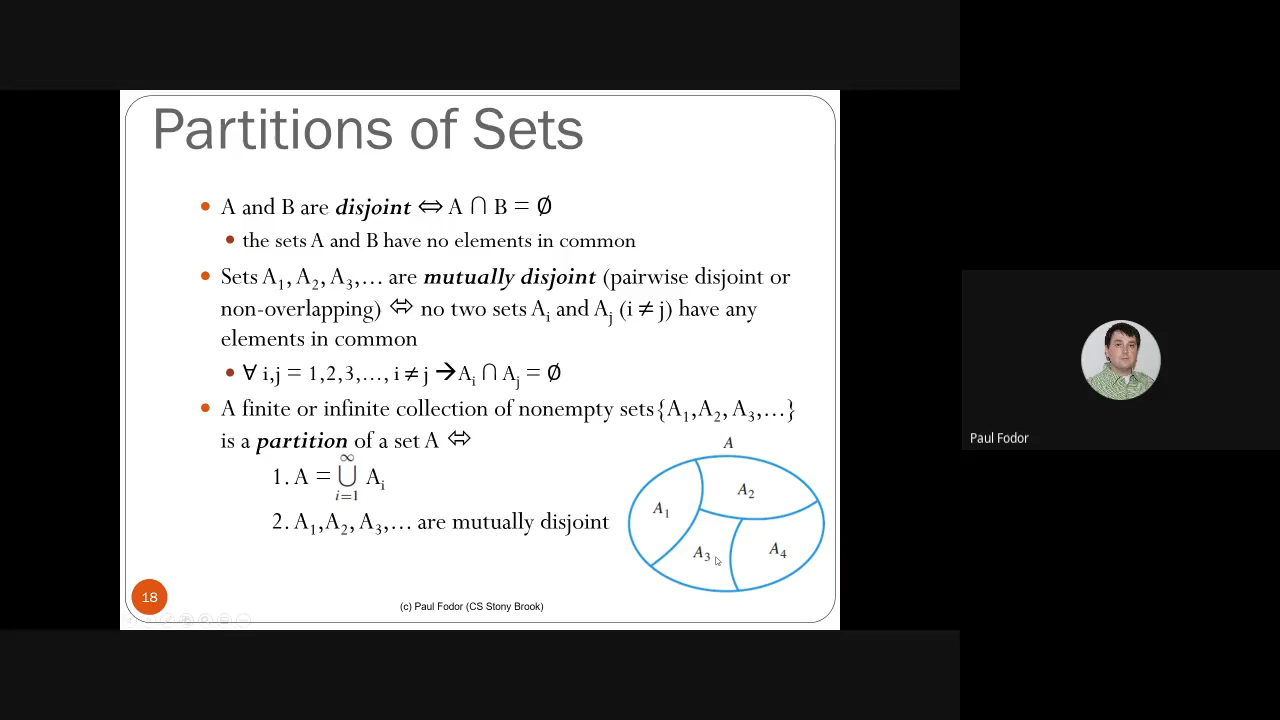 Partitions of Sets
• A and B are disjoint ⇔ A ∩ B = ∅
• the sets A and B have no elements in common
• Sets A₁, A₂, A₃,… are mutually disjoint (pairwise disjoint or
non-overlapping) ⇔ no two sets Aᵢ and Aⱼ (i ≠ j) have any
elements in common
• ∀ i,j = 1,2,3,…, i ≠ j → Aᵢ ∩ Aⱼ = ∅
• A finite or infinite collection of nonempty sets {A₁,A₂, A₃,…}
is a partition of a set A ⇔
1. A = ∞ ⋃ i=1 Aᵢ
2. A₁,A₂, A₃,… are mutually disjoint
A
A₁
A₂
A₃
A₄
18
(c) Paul Fodor (CS Stony Brook)
Paul Fodor